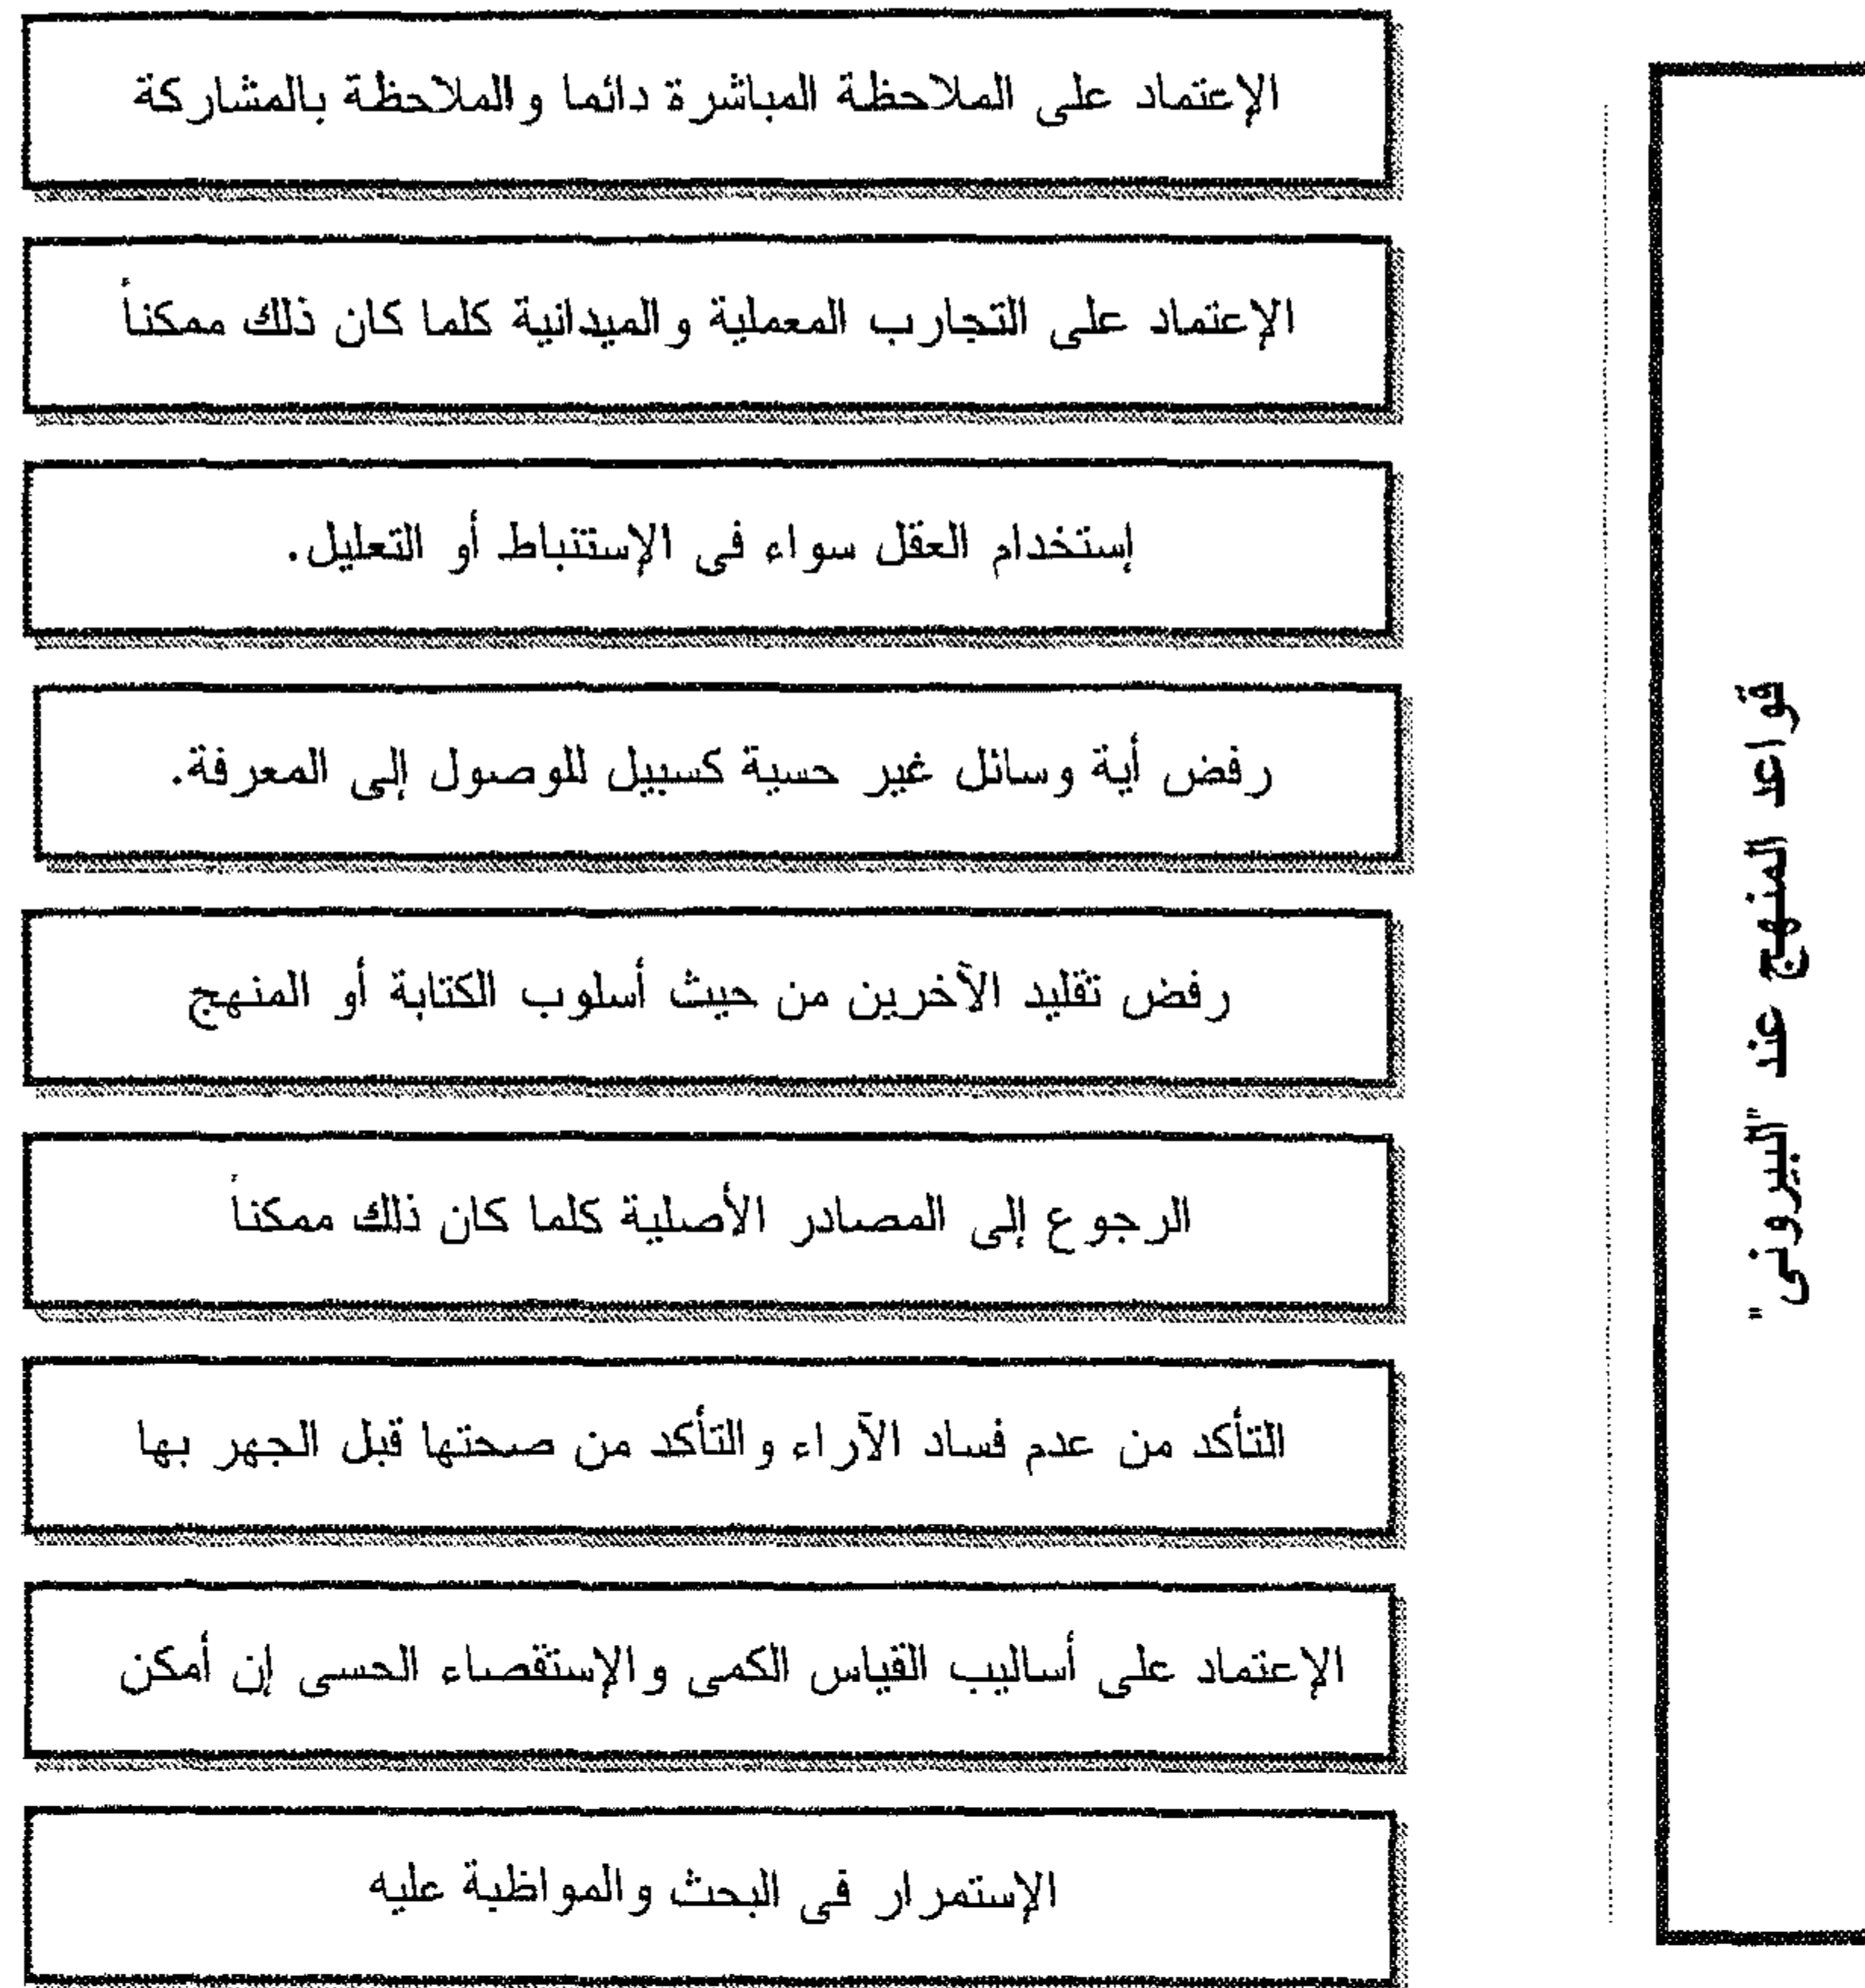 قواعد المنهج عند "البيرونى"
الإعتماد على الملاحظة المباشرة دائما والملاحظة بالمشاركة
الإعتماد على التجارب المعملية والميدانية كلما كان ذلك ممكناً
إستخدام العقل سواء فى الإستنباط أو التعليل.
رفض أية وسائل غير حسية كسبيل للوصول إلى المعرفة.
رفض تقليد الآخرين من حيث أسلوب الكتابة أو المنهج
الرجوع إلى المصادر الأصلية كلما كان ذلك ممكناً
التأكد من عدم فساد الآراء والتأكد من صحتها قبل الجهر بها
الإعتماد على أساليب القياس الكمى والإستقصاء الحسى إن أمكن
الإستمرار فى البحث والمواظبة عليه